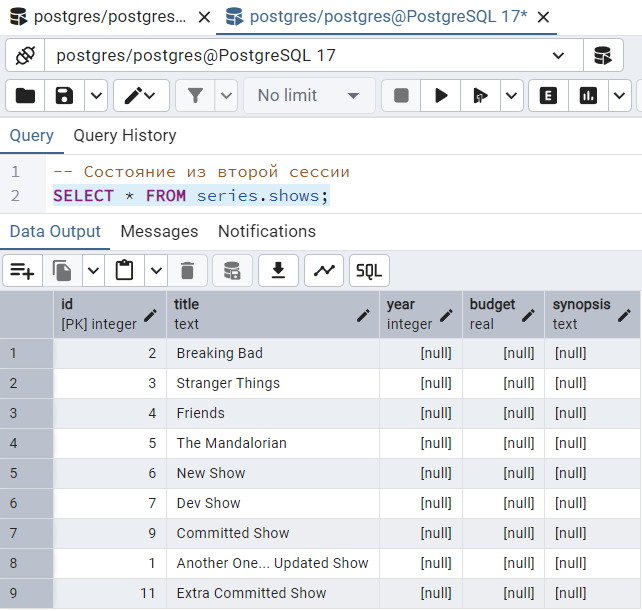 postgres/postgres... postgres/postgres@PostgreSQL 17*
postgres/postgres@PostgreSQL 17
No limit
E
Query Query History
1 -- Состояние из второй сессии
2 SELECT * FROM series.shows;
Data Output Messages Notifications
SQL
id title year budget synopsis
[PK] integer text integer real text
1 2 Breaking Bad [null] [null] [null]
2 3 Stranger Things [null] [null] [null]
3 4 Friends [null] [null] [null]
4 5 The Mandalorian [null] [null] [null]
5 6 New Show [null] [null] [null]
6 7 Dev Show [null] [null] [null]
7 9 Committed Show [null] [null] [null]
8 1 Another One... Updated Show [null] [null] [null]
9 11 Extra Committed Show [null] [null] [null]